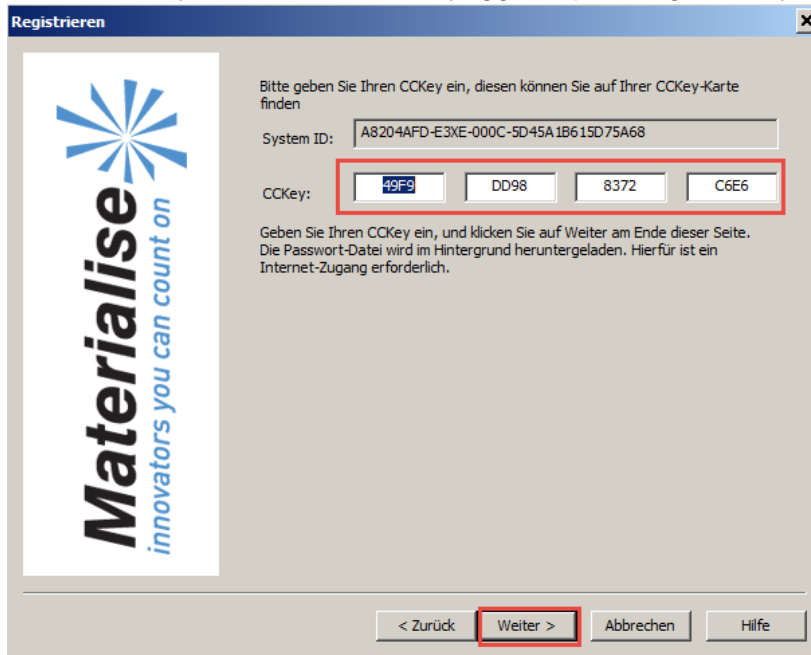 Registrieren
Bitte geben Sie Ihren CCKey ein, diesen können Sie auf Ihrer CCKey-Karte
finden
System ID: A8204AFD-E3XE-000C-5D45A1B615D75A68
CCKey: 49F9 DD98 8372 C6E6
Geben Sie Ihren CCKey ein, und klicken Sie auf Weiter am Ende dieser Seite.
Die Passwort-Datei wird im Hintergrund heruntergeladen. Hierfür ist ein
Internet-Zugang erforderlich.
Materialise
innovators you can count on
< Zurück Weiter > Abbrechen Hilfe